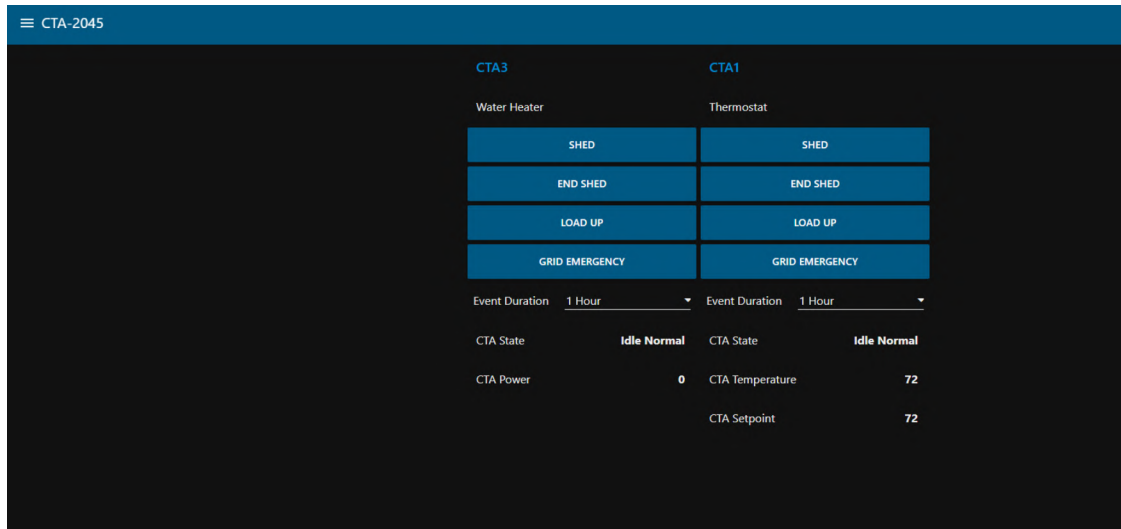 CTA-2045
CTA3
Water Heater
SHED
END SHED
LOAD UP
GRID EMERGENCY
Event Duration 1 Hour
CTA State Idle Normal
CTA Power 0
CTA1
Thermostat
SHED
END SHED
LOAD UP
GRID EMERGENCY
Event Duration 1 Hour
CTA State Idle Normal
CTA Temperature 72
CTA Setpoint 72